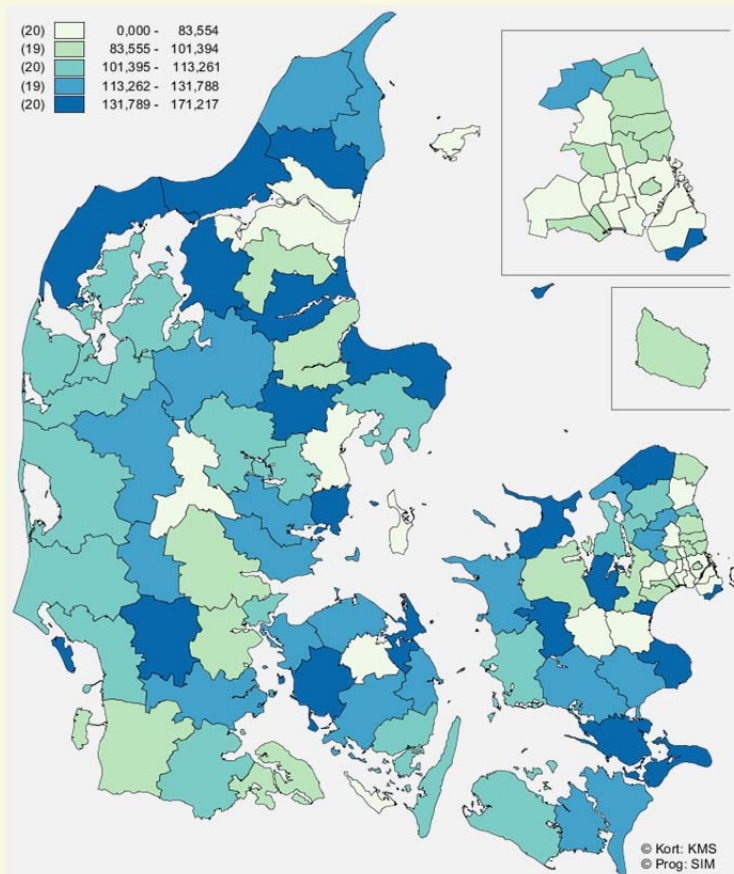 (20) 0,000 - 83,554
(19) 83,555 - 101,394
(20) 101,395 - 113,261
(19) 113,262 - 131,788
(20) 131,789 - 171,217
© Kort: KMS
© Prog: SIM